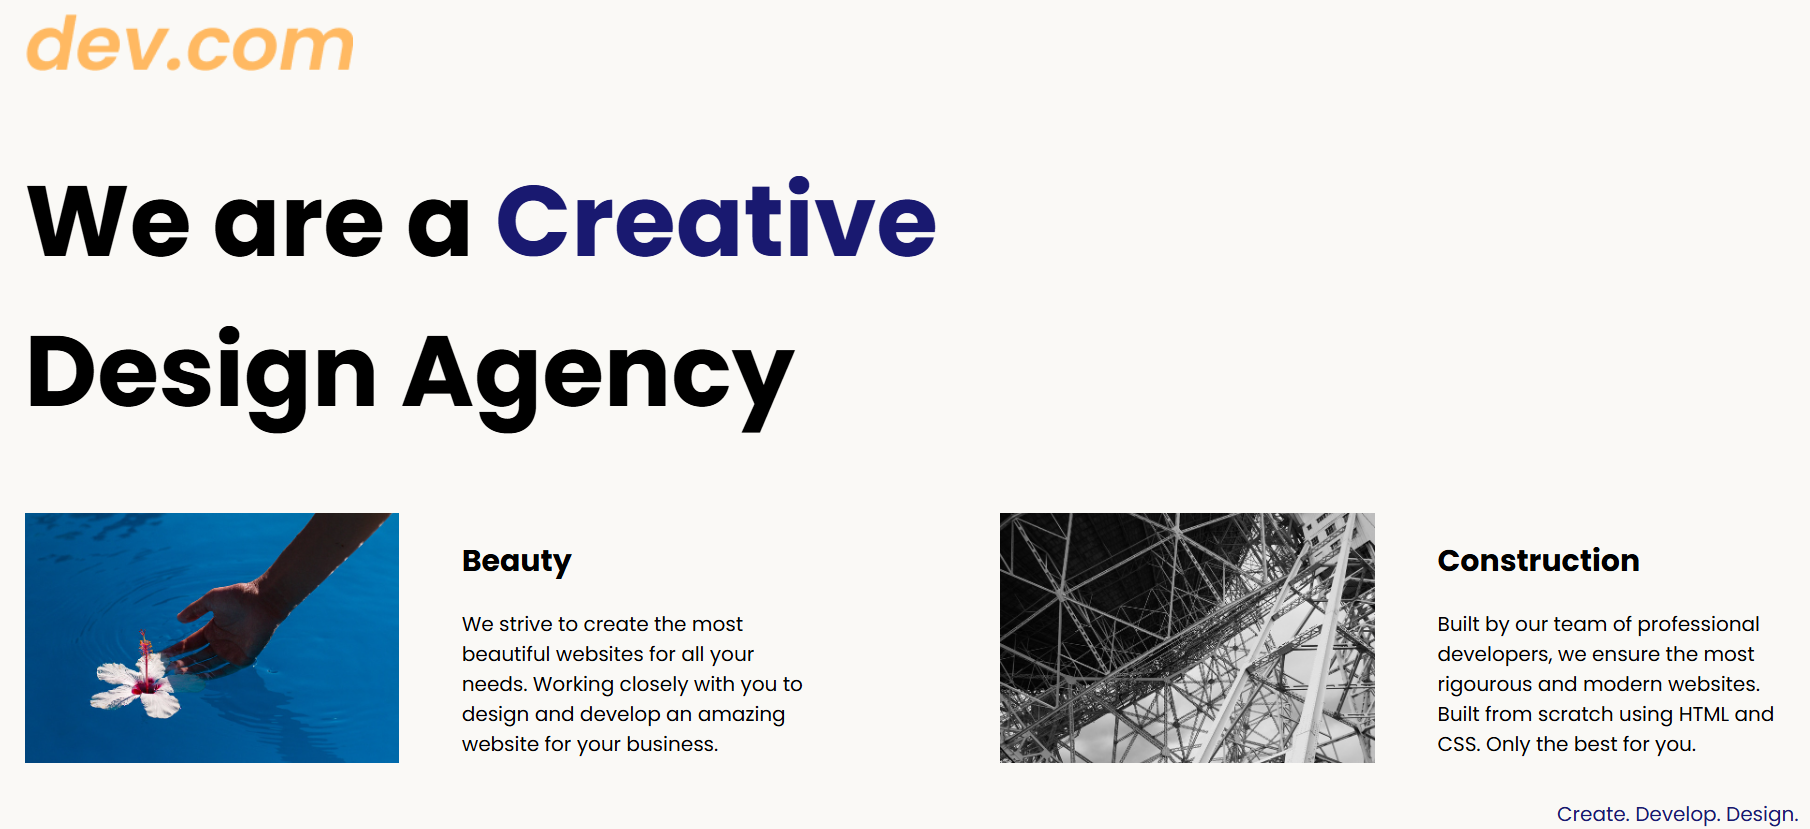 dev.com
We are a Creative
Design Agency
Beauty
We strive to create the most
beautiful websites for all your
needs. Working closely with you to
design and develop an amazing
website for your business.
Construction
Built by our team of professional
developers, we ensure the most
rigourous and modern websites.
Built from scratch using HTML and
CSS. Only the best for you.
Create. Develop. Design.